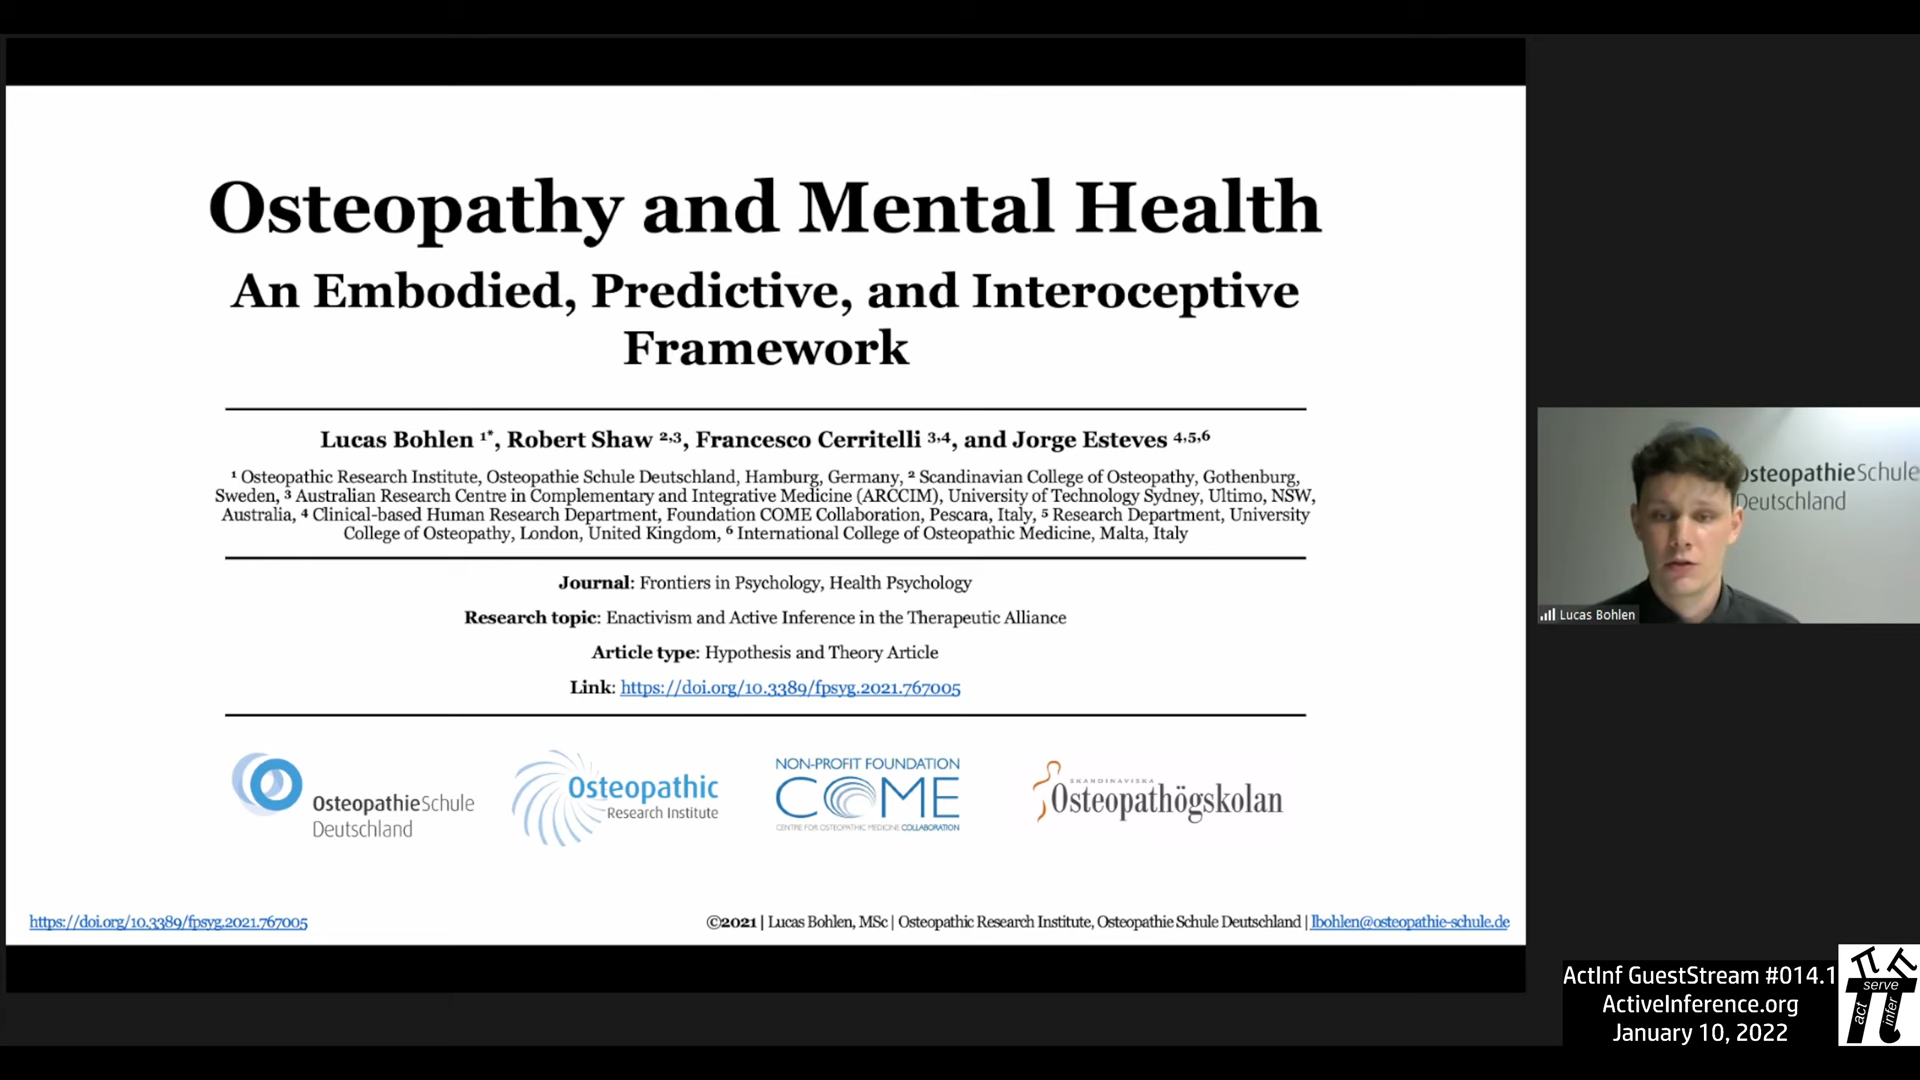 Osteopathy and Mental Health
An Embodied, Predictive, and Interoceptive
Framework
Lucas Bohlen ¹*, Robert Shaw ²,³, Francesco Cerritelli ³,⁴, and Jorge Esteves ⁴,⁵,⁶
¹ Osteopathic Research Institute, Osteopathie Schule Deutschland, Hamburg, Germany, ² Scandinavian College of Osteopathy, Gothenburg,
Sweden, ³ Australian Research Centre in Complementary and Integrative Medicine (ARCCIM), University of Technology Sydney, Ultimo, NSW,
Australia, ⁴ Clinical-based Human Research Department, Foundation COME Collaboration, Pescara, Italy, ⁵ Research Department, University
College of Osteopathy, London, United Kingdom, ⁶ International College of Osteopathic Medicine, Malta, Italy
Journal: Frontiers in Psychology, Health Psychology
Research topic: Enactivism and Active Inference in the Therapeutic Alliance
Article type: Hypothesis and Theory Article
Link: https://doi.org/10.3389/fpsyg.2021.767005
OsteopathieSchule
Deutschland
Osteopathic
Research Institute
NON-PROFIT FOUNDATION
COME
CENTRE FOR OSTEOPATHIC MEDICINE COLLABORATION
SKANDINAVISKA
Osteopathögskolan
https://doi.org/10.3389/fpsyg.2021.767005
©2021 | Lucas Bohlen, MSc | Osteopathic Research Institute, Osteopathie Schule Deutschland | lbohlen@osteopathie-schule.de
OsteopathieSchule
Deutschland
Lucas Bohlen
ActInf GuestStream #014.1
ActiveInference.org
January 10, 2022
serve
act
infer